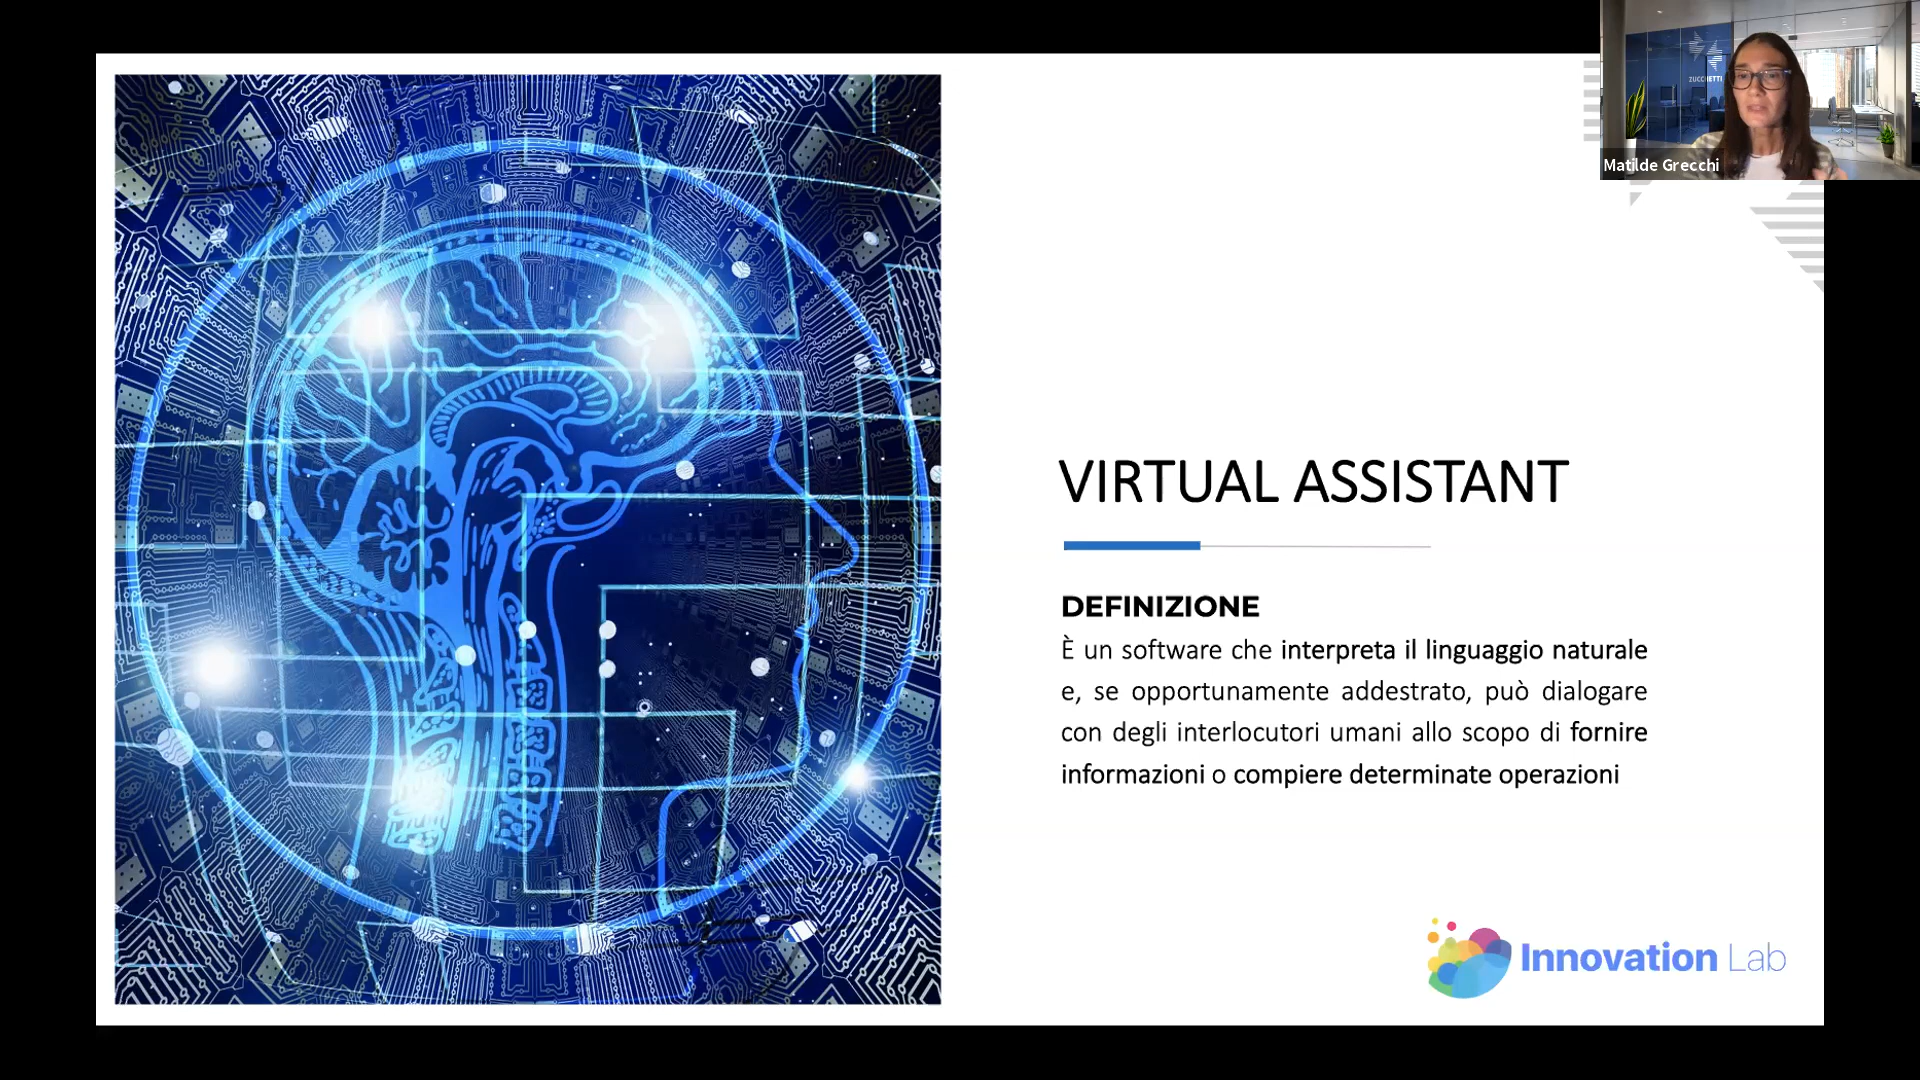 ZUCCHETTI
Matilde Grecchi
VIRTUAL ASSISTANT
DEFINIZIONE
È un software che interpreta il linguaggio naturale
e, se opportunamente addestrato, può dialogare
con degli interlocutori umani allo scopo di fornire
informazioni o compiere determinate operazioni
Innovation Lab